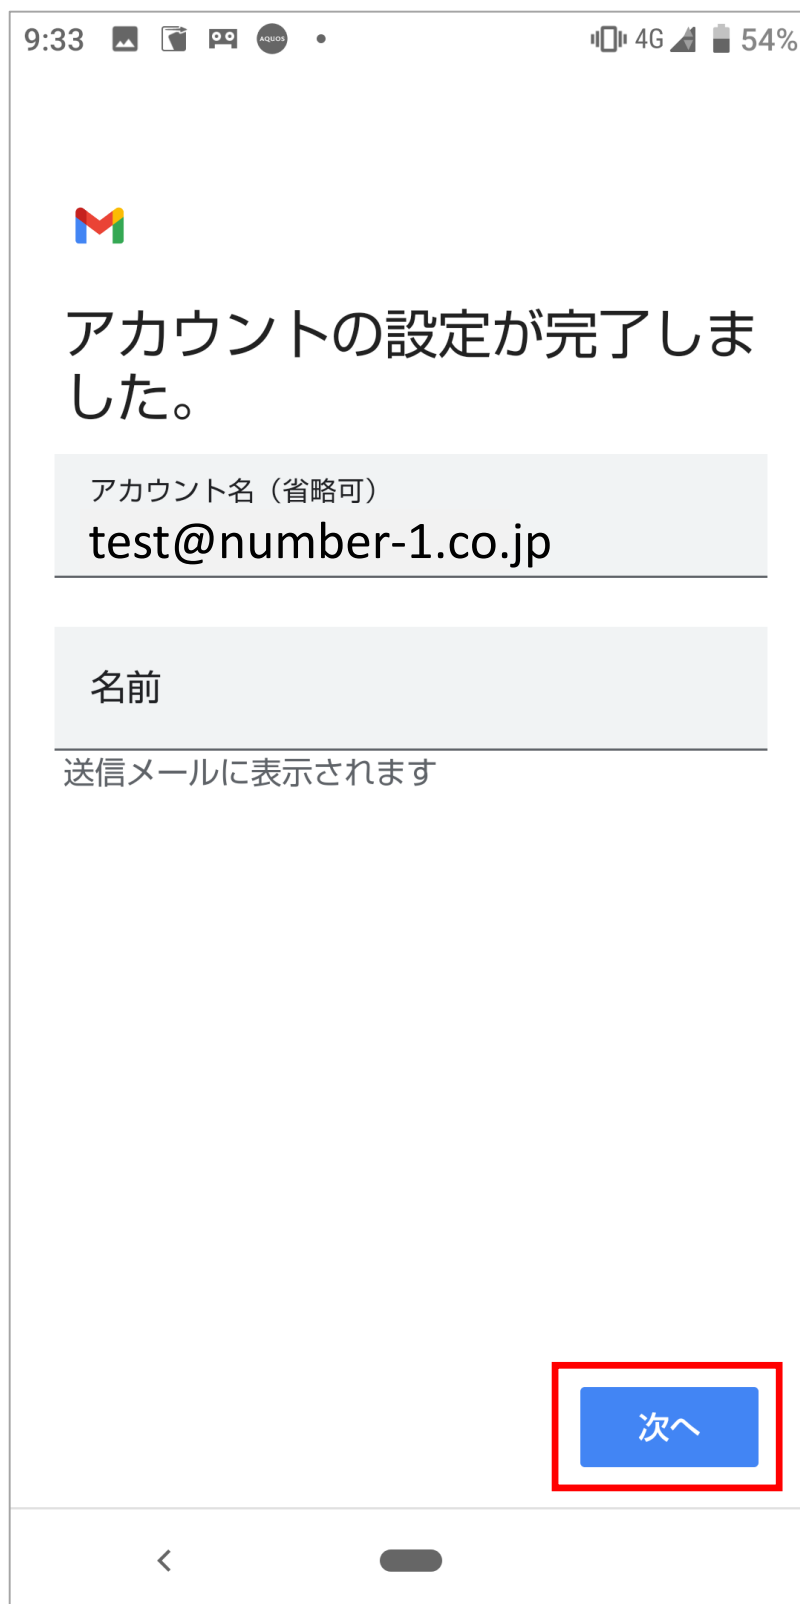 9:33 AQUOS 4G 54%
アカウントの設定が完了しま
した。
アカウント名（省略可）
test@number-1.co.jp
名前
送信メールに表示されます
次へ